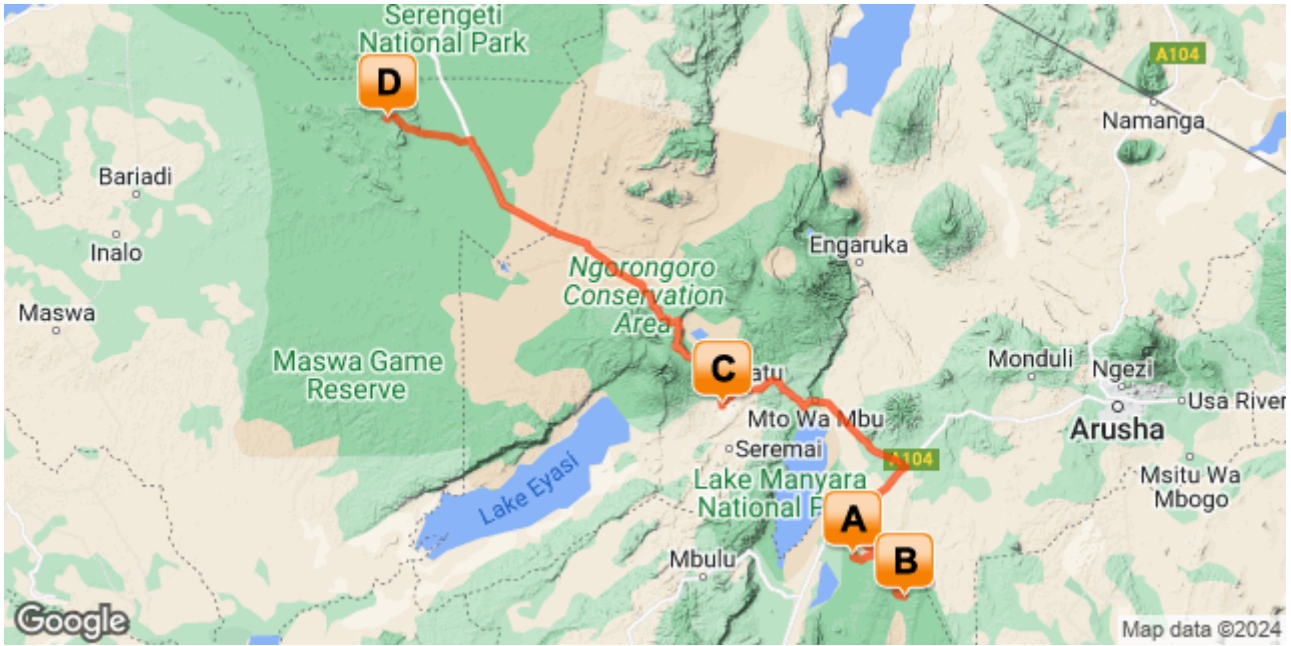 Serengeti
National Park
A104
D
Namanga
Bariadi
Inalo
Engaruka
Ngorongoro
Conservation
Area
Maswa
Maswa Game
Reserve
C
atu
Monduli
Ngezi
Usa River
Mto Wa Mbu
Arusha
Seremai
A104
Lake Eyasi
Lake Manyara
National P
Msitu Wa
Mbogo
A
B
Mbulu
Google
Map data ©2024